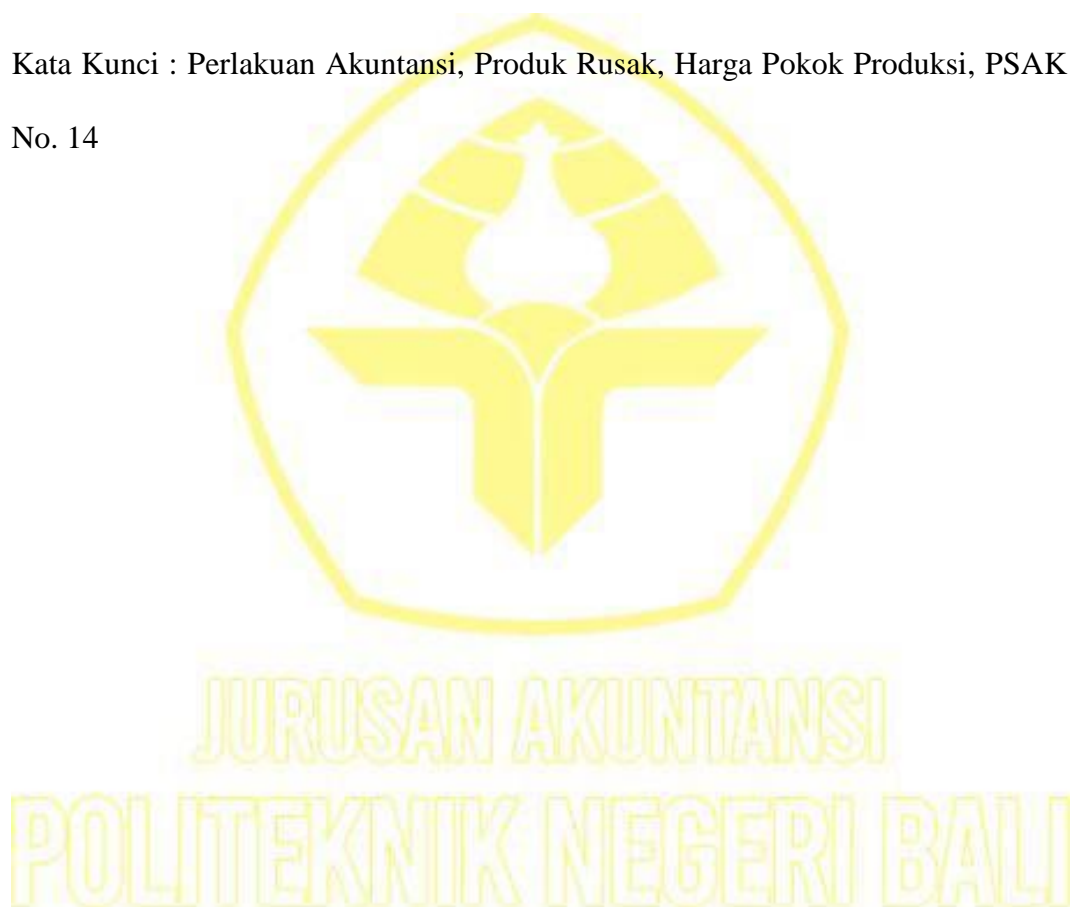 Kata Kunci : Perlakuan Akuntansi, Produk Rusak, Harga Pokok Produksi, PSAK
No. 14
JURUSAN AKUNTANSI
POLITEKNIK NEGERI BALI